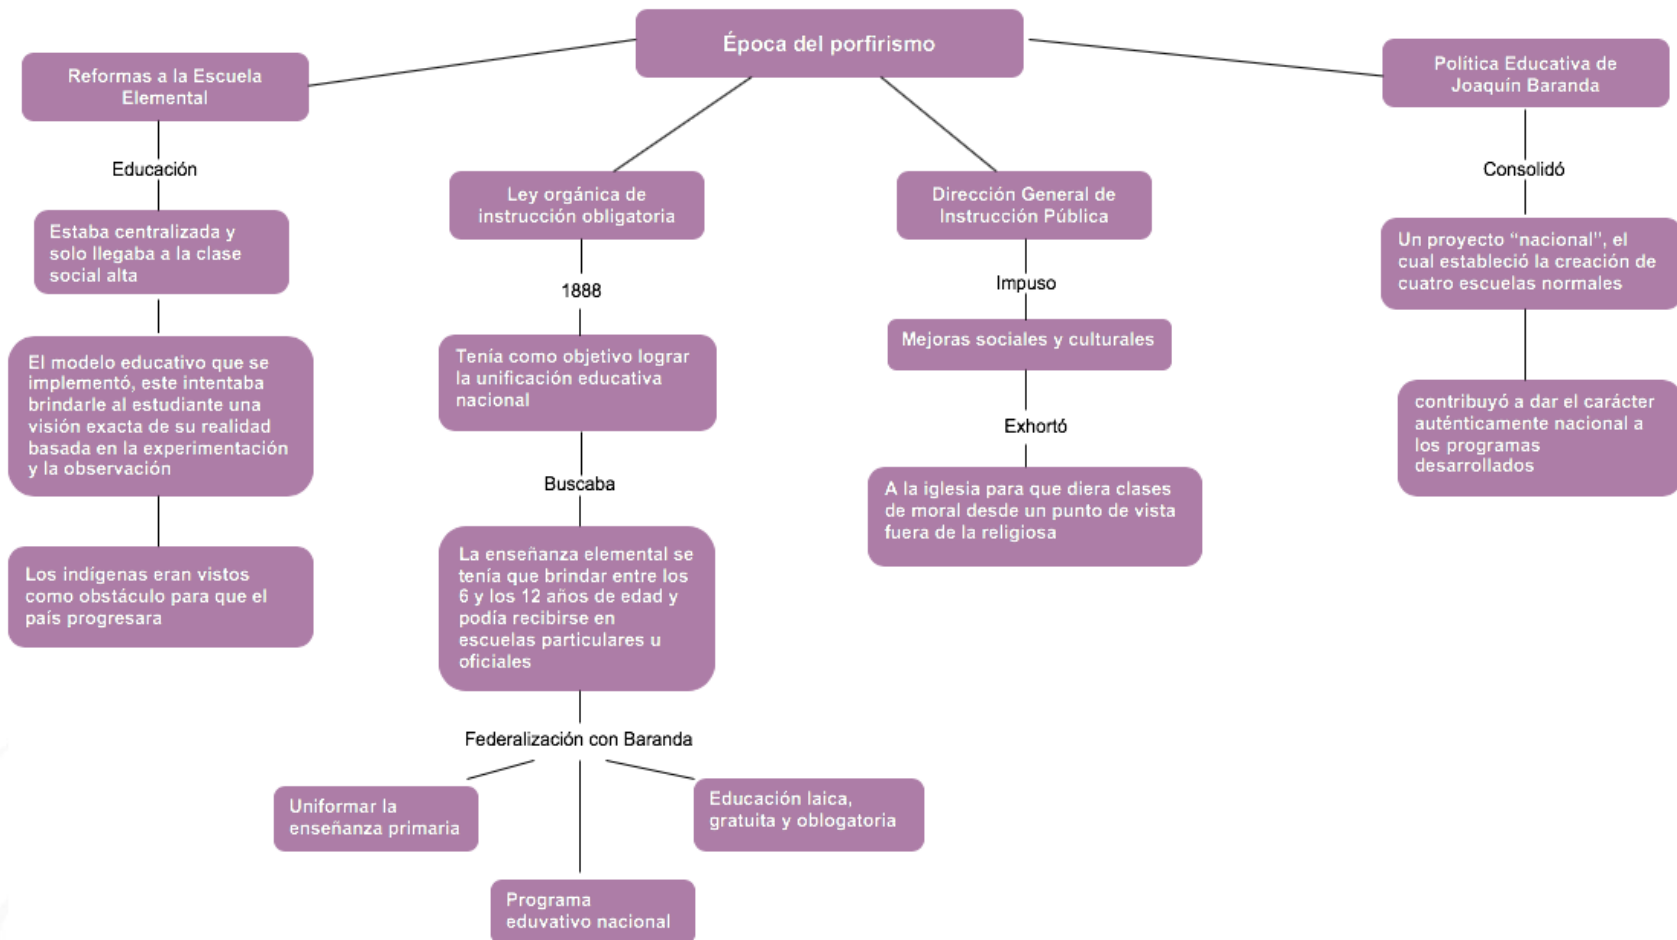 Época del porfirismo
Reformas a la Escuela
Elemental
Educación
Estaba centralizada y
solo llegaba a la clase
social alta
El modelo educativo que se
implementó, este intentaba
brindarle al estudiante una
visión exacta de su realidad
basada en la experimentación
y la observación
Los indígenas eran vistos
como obstáculo para que el
país progresara
Ley orgánica de
instrucción obligatoria
1888
Tenía como objetivo lograr
la unificación educativa
nacional
Buscaba
La enseñanza elemental se
tenía que brindar entre los
6 y los 12 años de edad y
podía recibirse en
escuelas particulares u
oficiales
Federalización con Baranda
Uniformar la
enseñanza primaria
Programa
eduvativo nacional
Educación laica,
gratuita y oblogatoria
Dirección General de
Instrucción Pública
Impuso
Mejoras sociales y culturales
Exhortó
A la iglesia para que diera clases
de moral desde un punto de vista
fuera de la religiosa
Política Educativa de
Joaquín Baranda
Consolidó
Un proyecto “nacional”, el
cual estableció la creación de
cuatro escuelas normales
contribuyó a dar el carácter
auténticamente nacional a
los programas
desarrollados